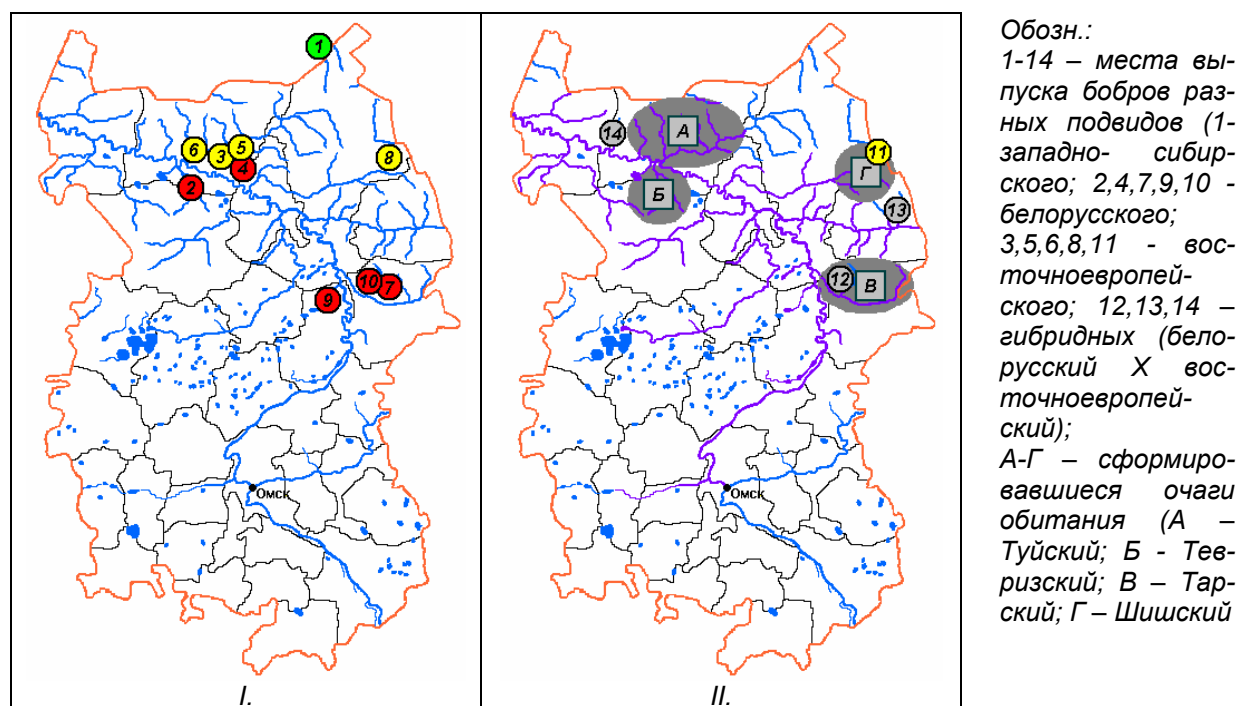 1
6
3
5
4
2
8
10
7
9
Омск
I.
14
А
Б
11
Г
13
12
В
Омск
II.
Обозн.:
1-14 – места вы-
пуска бобров раз-
ных подвидов (1-
западно- сибир-
ского; 2,4,7,9,10 -
белорусского;
3,5,6,8,11 - вос-
точноевропей-
ского; 12,13,14 –
гибридных (бело-
русский X вос-
точноевропей-
ский);
А-Г – сформиро-
вавшиеся очаги
обитания (А –
Туйский; Б - Тев-
ризский; В – Тар-
ский; Г – Шишский